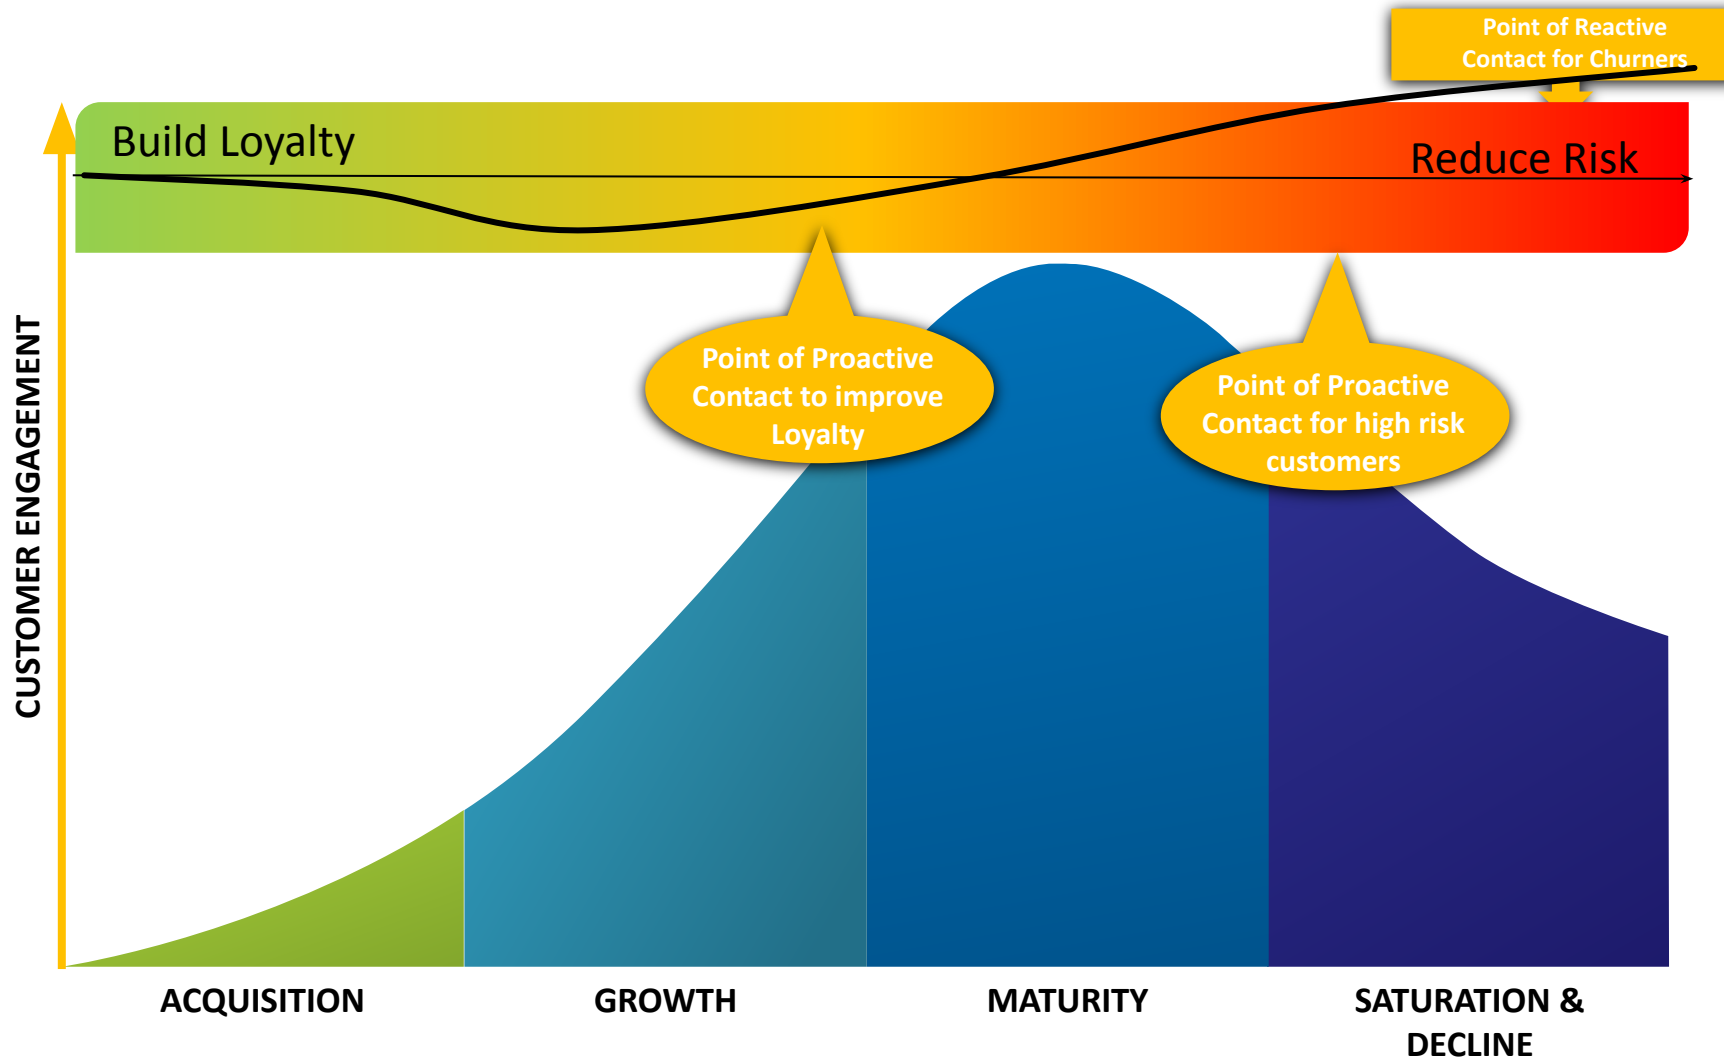 Point of Reactive
Contact for Churners
Build Loyalty
Reduce Risk
CUSTOMER ENGAGEMENT
Point of Proactive
Contact to improve
Loyalty
Point of Proactive
Contact for high risk
customers
ACQUISITION
GROWTH
MATURITY
SATURATION &
DECLINE